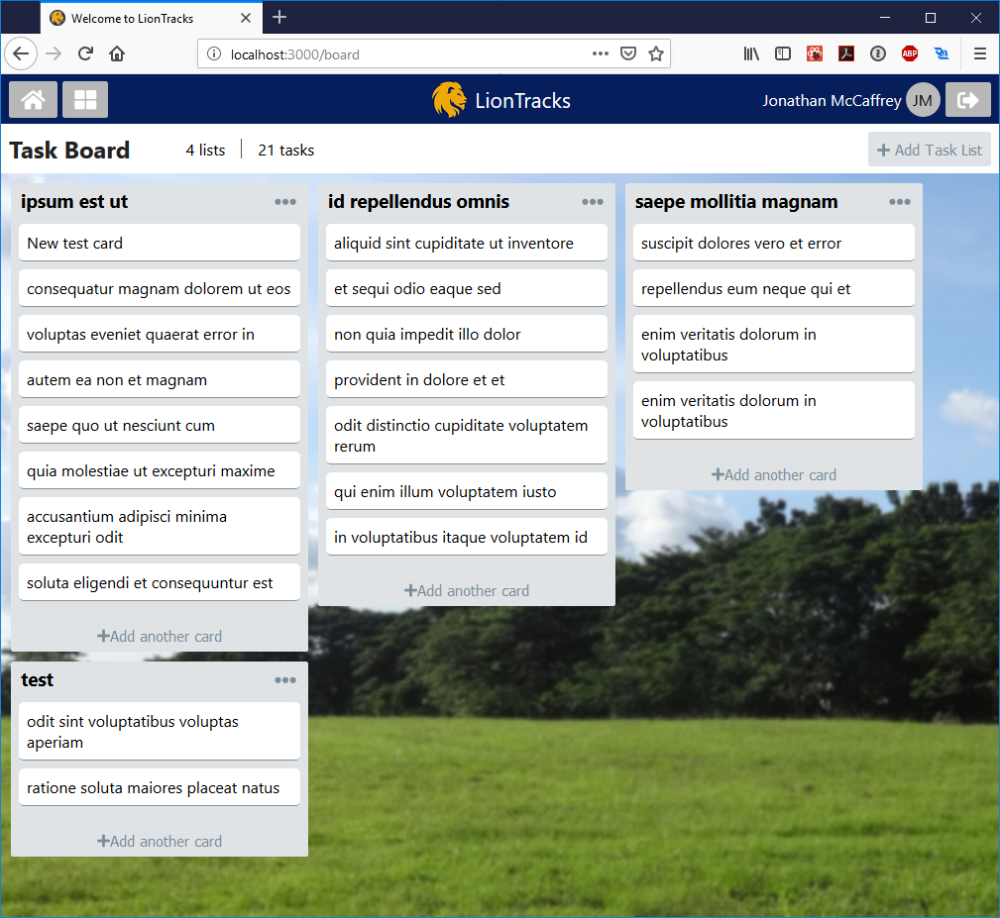 Welcome to LionTracks
localhost:3000/board
ABP
LionTracks
Jonathan McCaffrey JM
Task Board
4 lists
21 tasks
Add Task List
ipsum est ut
New test card
consequatur magnam dolorem ut eos
voluptas eveniet quaerat error in
autem ea non et magnam
saepe quo ut nesciunt cum
quia molestiae ut excepturi maxime
accusantium adipisci minima
excepturi odit
soluta eligendi et consequuntur est
Add another card
id repellendus omnis
aliquid sint cupiditate ut inventore
et sequi odio eaque sed
non quia impedit illo dolor
provident in dolore et et
odit distinctio cupiditate voluptatem
rerum
qui enim illum voluptatem iusto
in voluptatibus itaque voluptatem id
Add another card
saepe mollitia magnam
suscipit dolores vero et error
repellendus eum neque qui et
enim veritatis dolorum in
voluptatibus
enim veritatis dolorum in
voluptatibus
Add another card
test
odit sint voluptatibus voluptas
aperiam
ratione soluta maiores placeat natus
Add another card